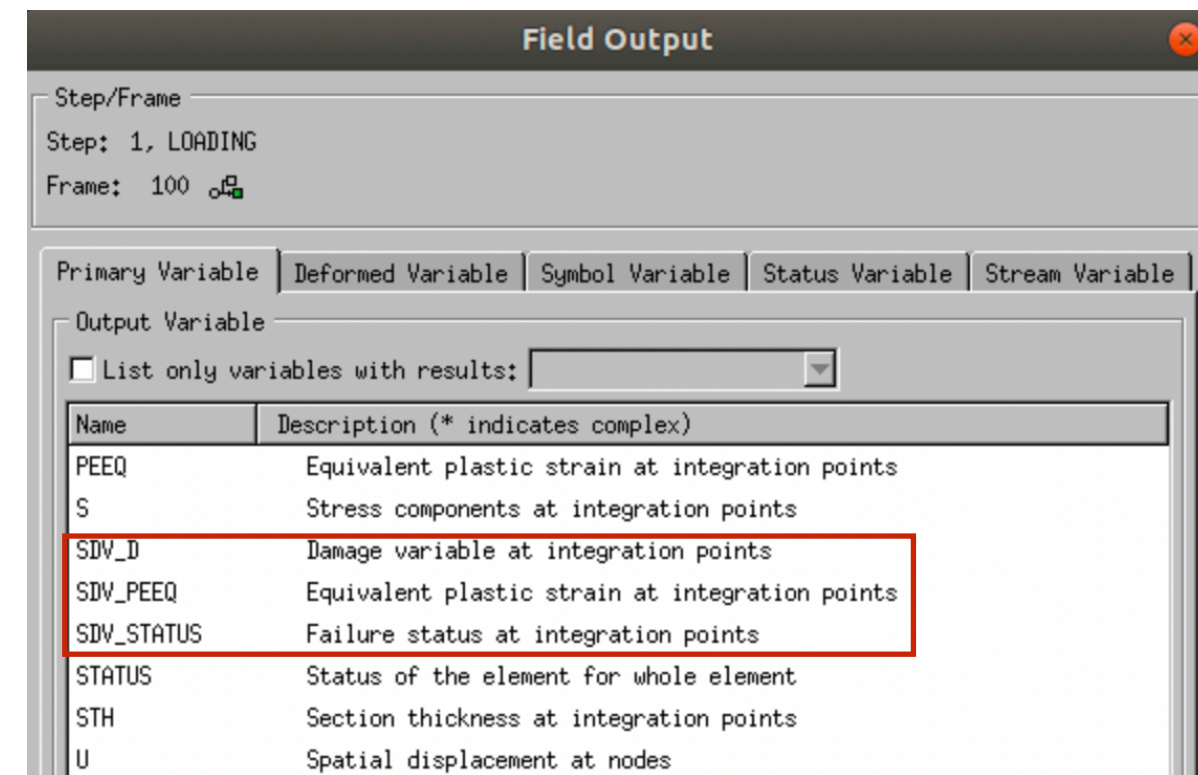 Field Output
Step/Frame
Step: 1, LOADING
Frame: 100
Primary Variable Deformed Variable Symbol Variable Status Variable Stream Variable
Output Variable
List only variables with results:
Name Description (* indicates complex)
PEEQ Equivalent plastic strain at integration points
S Stress components at integration points
SDV_D Damage variable at integration points
SDV_PEEQ Equivalent plastic strain at integration points
SDV_STATUS Failure status at integration points
STATUS Status of the element for whole element
STH Section thickness at integration points
U Spatial displacement at nodes